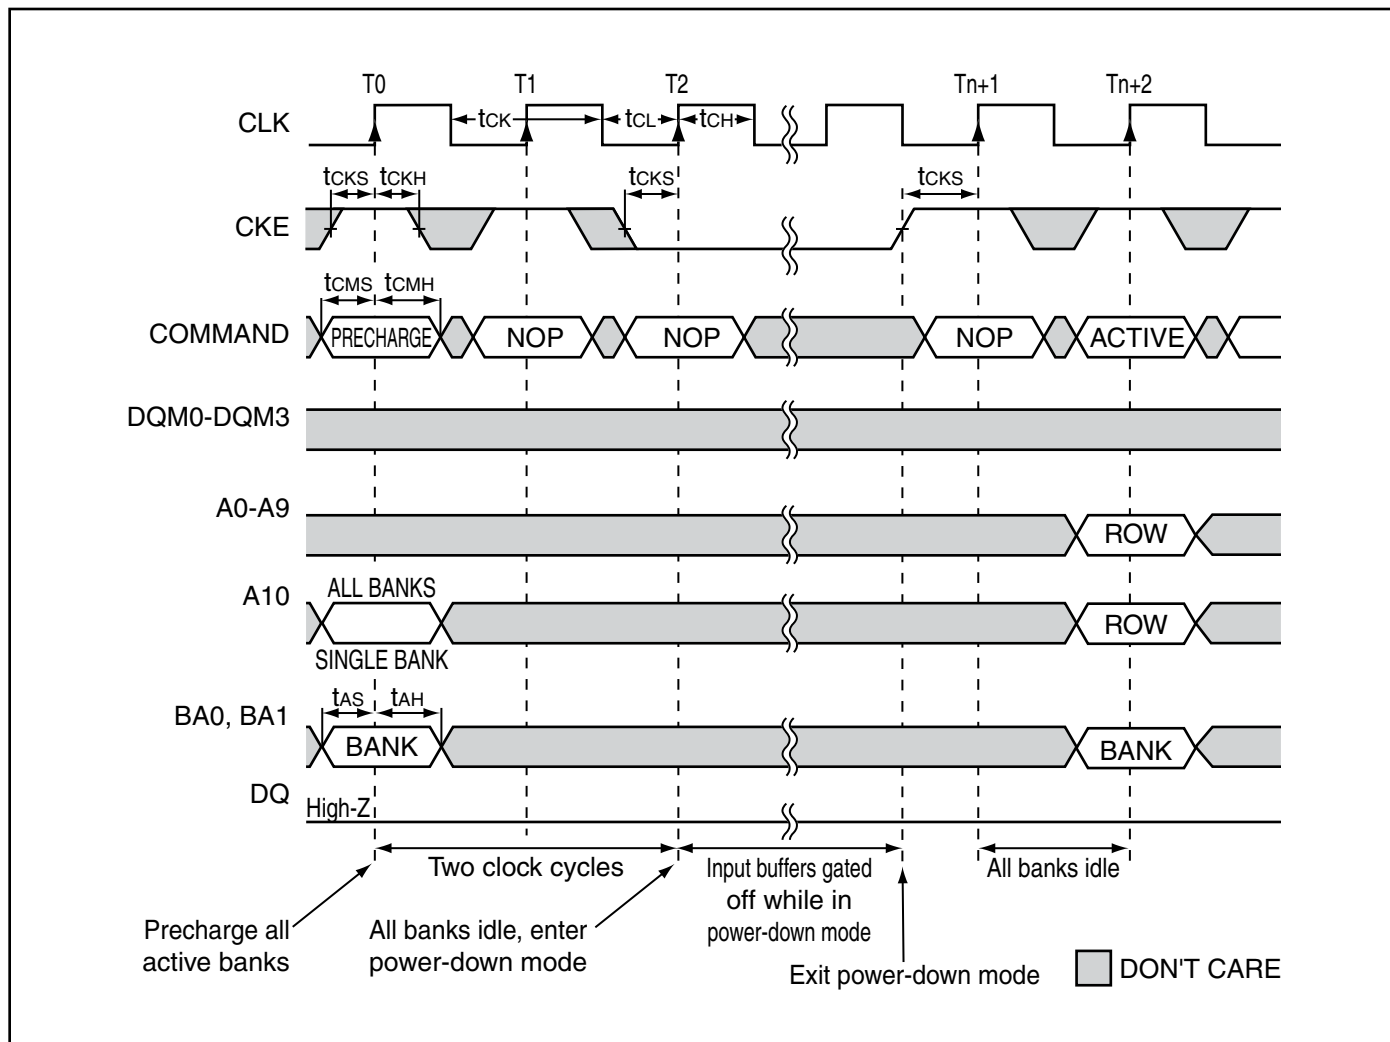 T0 T1 T2 Tn+1 Tn+2
CLK tCK tCL tCH
tCKS tCKH tCKS tCKS
CKE
tCMS tCMH
COMMAND PRECHARGE NOP NOP NOP ACTIVE
DQM0-DQM3
A0-A9 ROW
ALL BANKS
A10 ROW
SINGLE BANK
tAS tAH
BA0, BA1 BANK BANK
DQ
High-Z
Two clock cycles
Input buffers gated
off while in
power-down mode
All banks idle
Precharge all
active banks
All banks idle, enter
power-down mode
Exit power-down mode
DON'T CARE